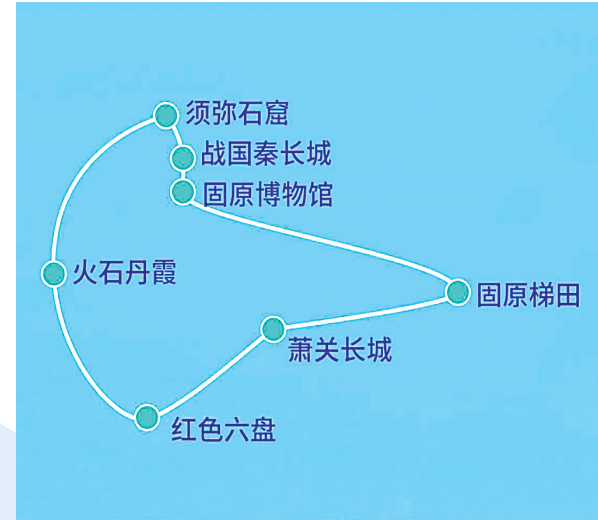 须弥石窟
战国秦长城
固原博物馆
火石丹霞
固原梯田
萧关长城
红色六盘